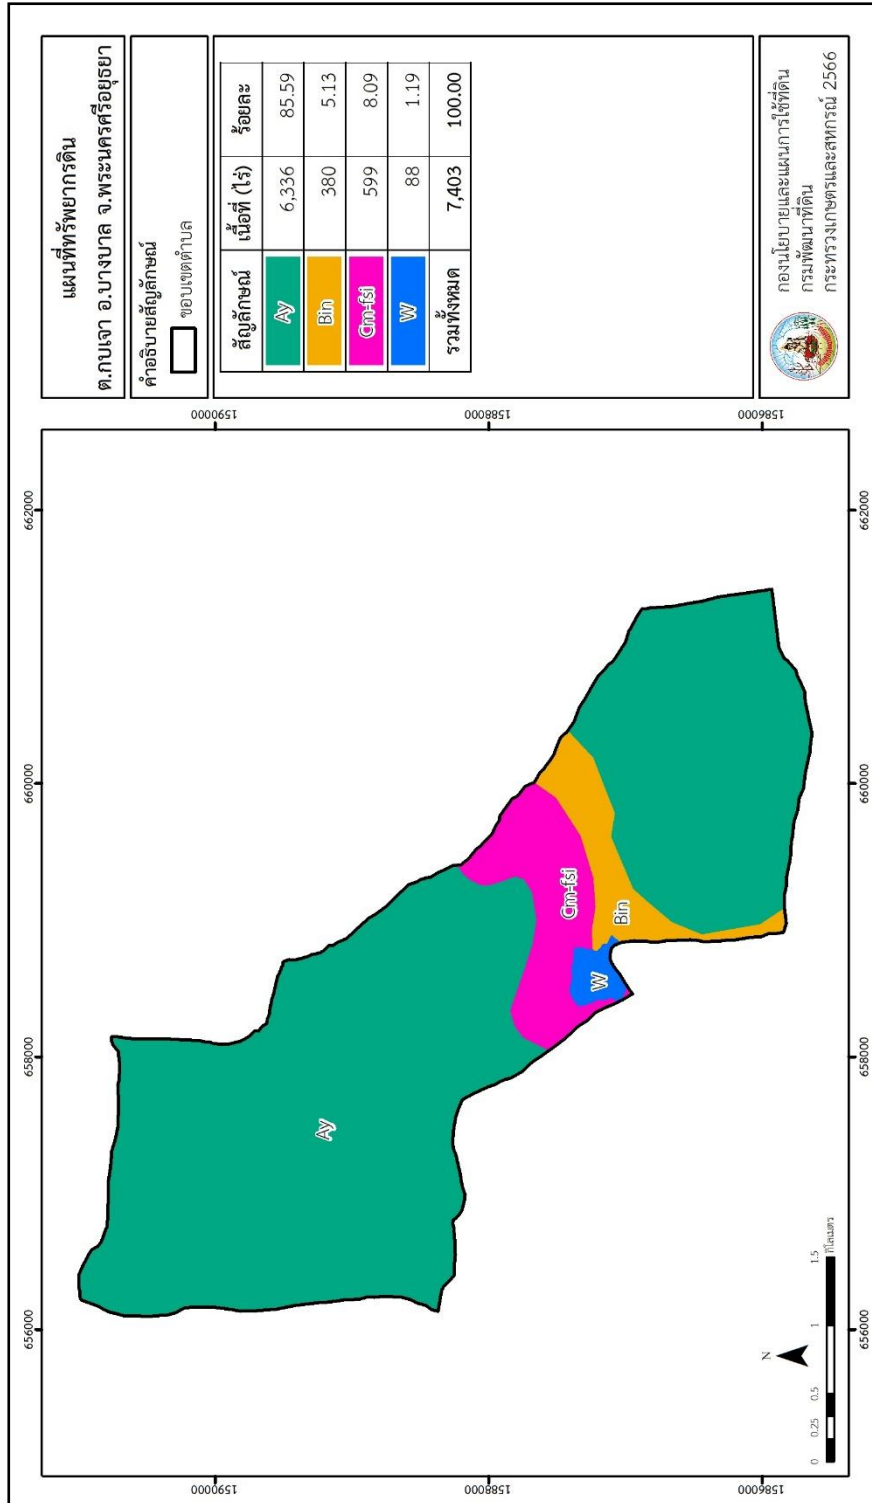 แผนที่ทรัพยากรดิน
ต.กบเจา อ.บางบาล จ.พระนครศรีอยุธยา
คำอธิบายสัญลักษณ์
ขอบเขตตำบล
สัญลักษณ์ เนื้อที่ (ไร่) ร้อยละ
Ay 6,336 85.59
Bin 380 5.13
Cm-fsi 599 8.09
W 88 1.19
รวมทั้งหมด 7,403 100.00
กองนโยบายและแผนการใช้ที่ดิน
กรมพัฒนาที่ดิน
กระทรวงเกษตรและสหกรณ์ 2566
656000 658000 660000 662000
1590000
1588000
1586000
1590000
1588000
1586000
Ay
Cm-fsi
Bin
W
N
0 0.25 0.5 1 1.5
กิโลเมตร
656000 658000 660000 662000